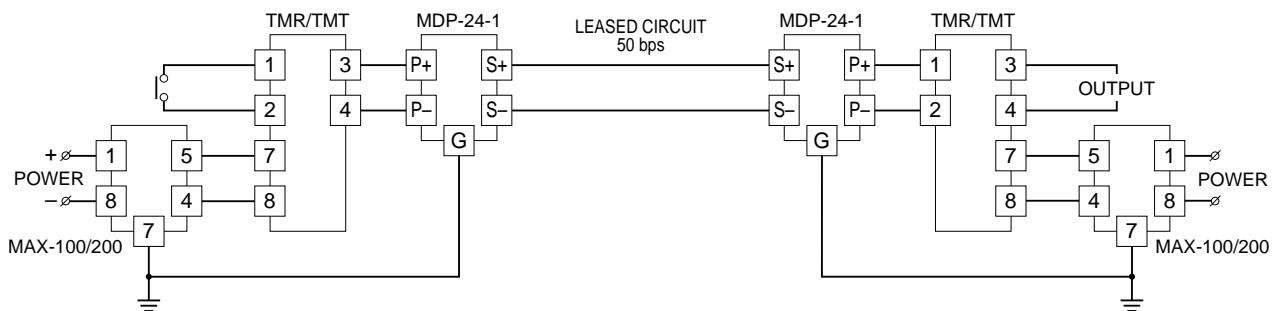 TMR/TMT MDP-24-1 LEASED CIRCUIT MDP-24-1 TMR/TMT
50 bps
1 3 P+ S+ S+ P+ 1 3
OUTPUT
2 4 P− S− S− P− 2 4
G G
+ 1 5 7 7 5 1
POWER POWER
− 8 4 8 8 4 8
7 7
MAX-100/200 MAX-100/200